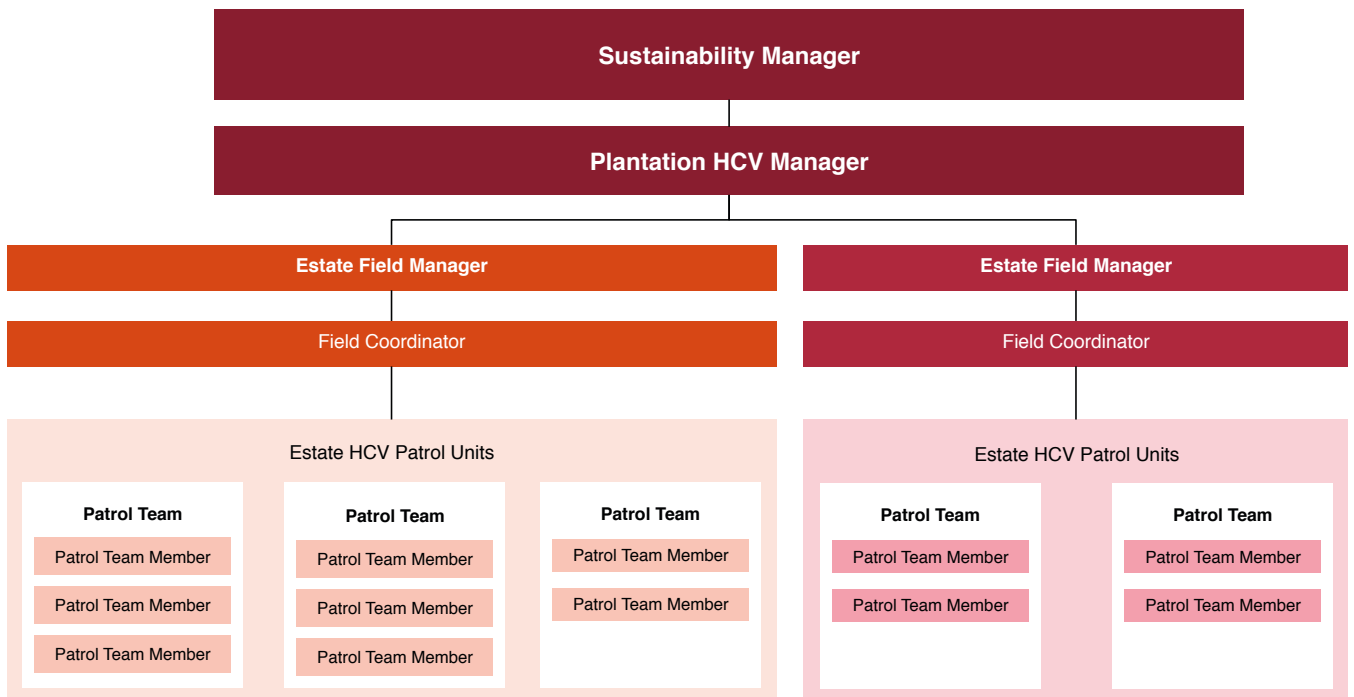 Sustainability Manager
Plantation HCV Manager
Estate Field Manager
Field Coordinator
Estate HCV Patrol Units
Patrol Team
Patrol Team Member
Patrol Team Member
Patrol Team Member
Patrol Team
Patrol Team Member
Patrol Team Member
Patrol Team Member
Patrol Team
Patrol Team Member
Patrol Team Member
Estate Field Manager
Field Coordinator
Estate HCV Patrol Units
Patrol Team
Patrol Team Member
Patrol Team Member
Patrol Team
Patrol Team Member
Patrol Team Member